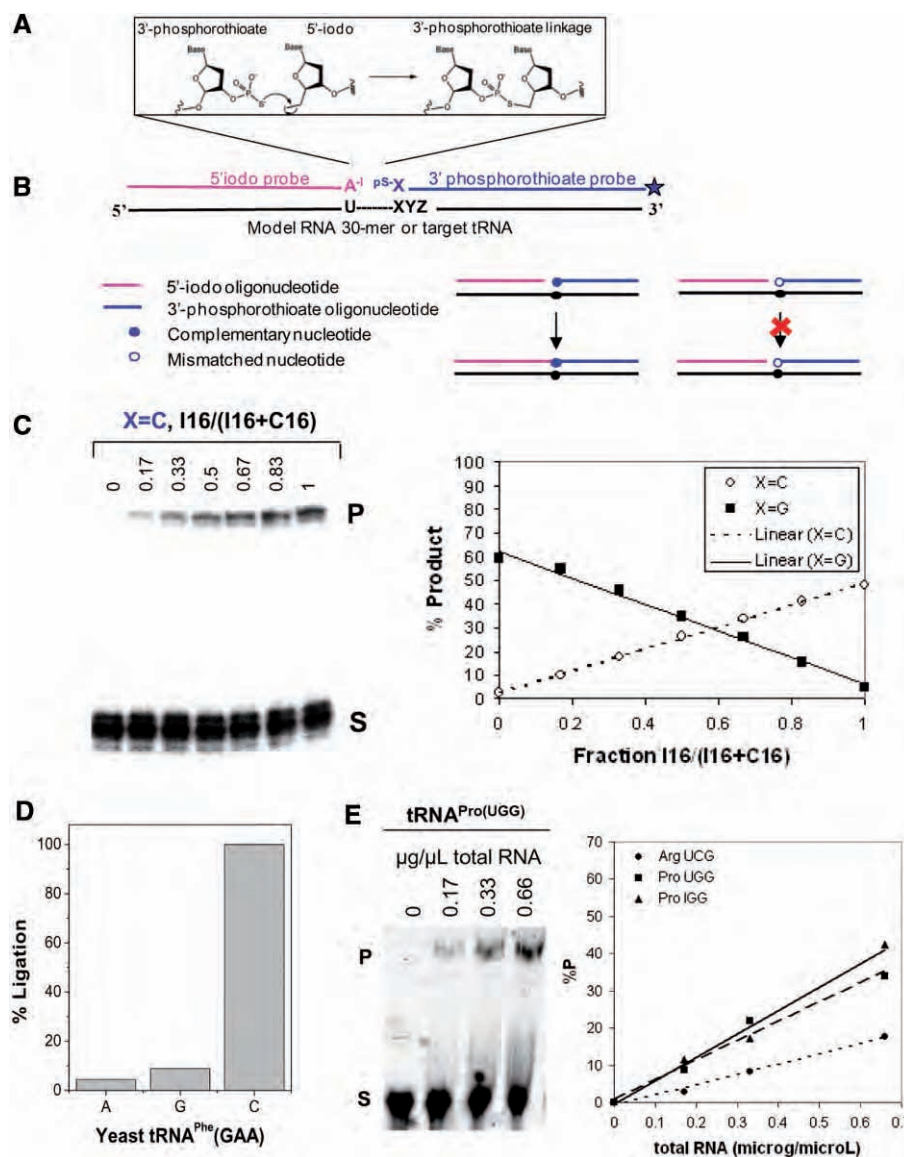 A
3'-phosphorothioate 5'-iodo 3'-phosphorothioate linkage
Base Base Base Base
B
5'iodo probe A-I pS-X 3' phosphorothioate probe
5' U-------XYZ 3'
Model RNA 30-mer or target tRNA
5'-iodo oligonucleotide
3'-phosphorothioate oligonucleotide
Complementary nucleotide
Mismatched nucleotide
C
X=C, I16/(I16+C16)
0 0.17 0.33 0.5 0.67 0.83 1
P
S
% Product
100
90
80
70
60
50
40
30
20
10
0
X=C
X=G
Linear (X=C)
Linear (X=G)
0 0.2 0.4 0.6 0.8 1
Fraction I16/(I16+C16)
D
% Ligation
100
80
60
40
20
0
A G C
Yeast tRNAPhe(GAA)
E
tRNAPro(UGG)
µg/µL total RNA
0 0.17 0.33 0.66
P
S
%P
70
60
50
40
30
20
10
0
Arg UCG
Pro UGG
Pro IGG
0 0.1 0.2 0.3 0.4 0.5 0.6
total RNA (microg/microL)